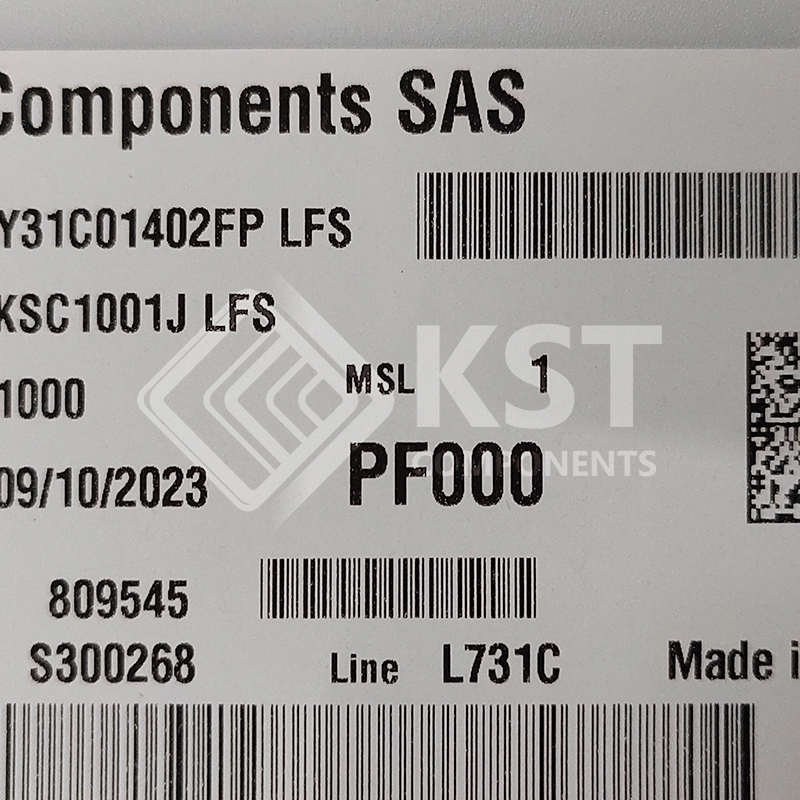 Components SAS
Y31C01402FP LFS
KSC1001J LFS
1000
MSL 1
09/10/2023
PF000
KST
COMPONENTS
809545
S300268
Line L731C
Made i